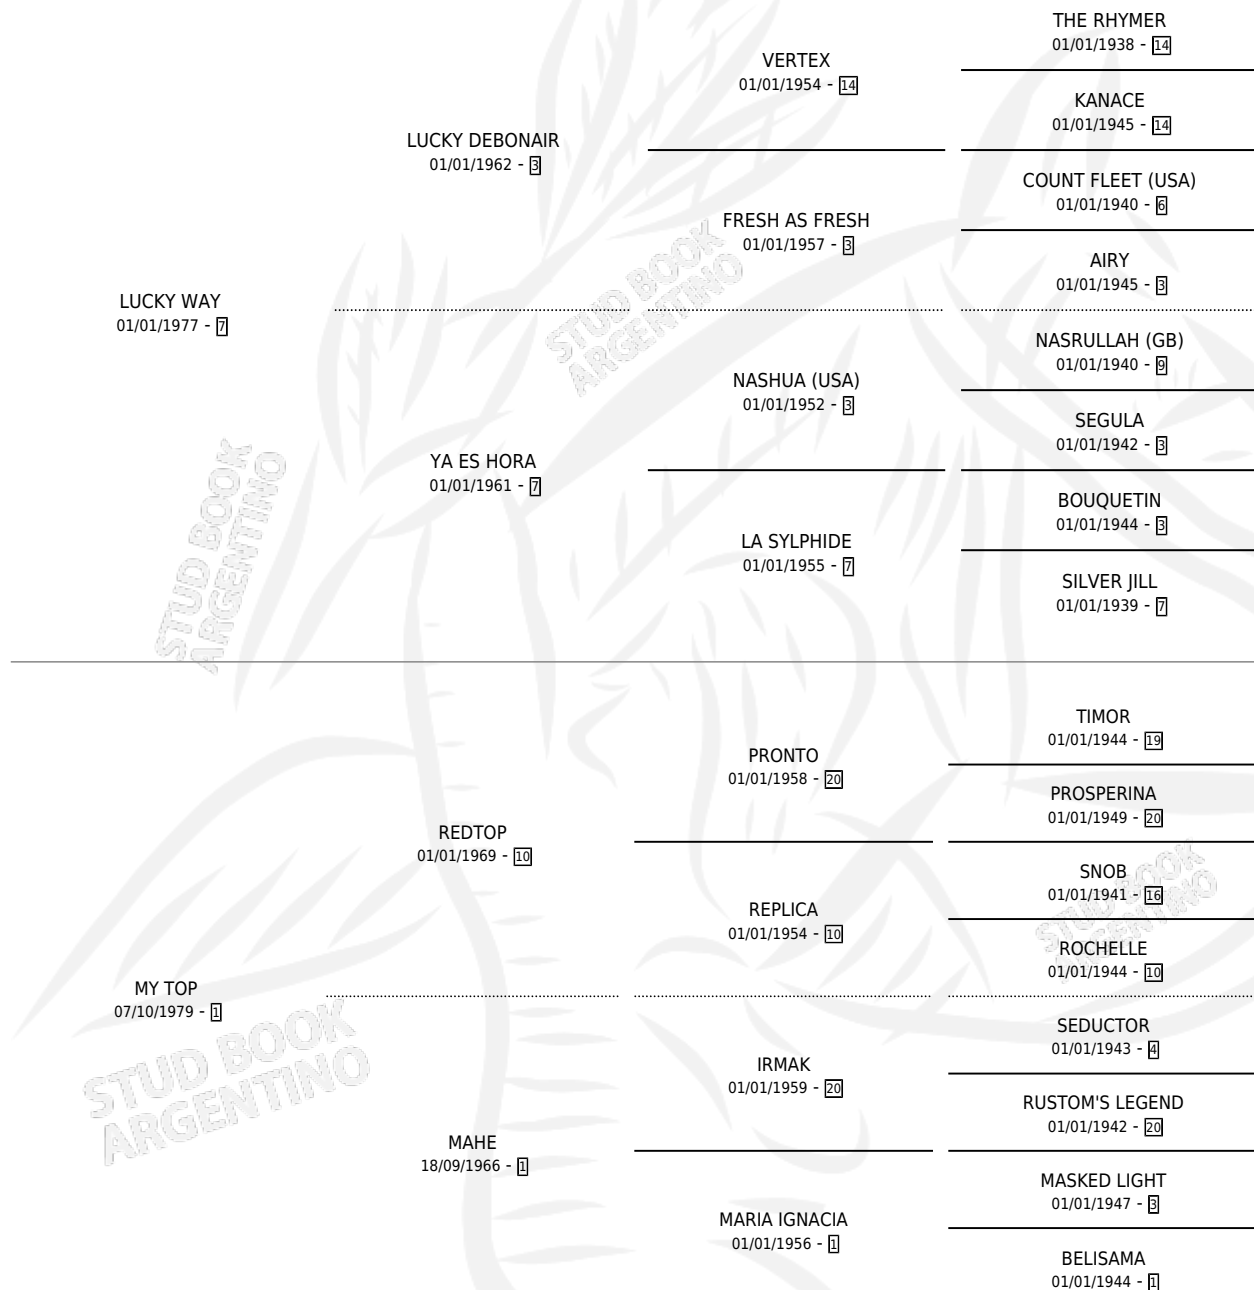 THE RHYMER
01/01/1938 - 14
VERTEX
01/01/1954 - 14
KANACE
01/01/1945 - 14
LUCKY DEBONAIR
01/01/1962 - 3
COUNT FLEET (USA)
01/01/1940 - 6
FRESH AS FRESH
01/01/1957 - 3
AIRY
01/01/1945 - 3
LUCKY WAY
01/01/1977 - 7
NASRULLAH (GB)
01/01/1940 - 9
NASHUA (USA)
01/01/1952 - 3
SEGULA
01/01/1942 - 3
YA ES HORA
01/01/1961 - 7
BOUQUETIN
01/01/1944 - 3
LA SYLPHIDE
01/01/1955 - 7
SILVER JILL
01/01/1939 - 7
TIMOR
01/01/1944 - 19
PRONTO
01/01/1958 - 20
PROSPERINA
01/01/1949 - 20
REDTOP
01/01/1969 - 10
SNOB
01/01/1941 - 16
REPLICA
01/01/1954 - 10
ROCHELLE
01/01/1944 - 10
MY TOP
07/10/1979 - 1
SEDUCTOR
01/01/1943 - 4
IRMAK
01/01/1959 - 20
RUSTOM'S LEGEND
01/01/1942 - 20
MAHE
18/09/1966 - 1
MASKED LIGHT
01/01/1947 - 3
MARIA IGNACIA
01/01/1956 - 1
BELISAMA
01/01/1944 - 1
STUD BOOK
ARGENTINO
STUD BOOK
ARGENTINO
STUD BOOK
ARGENTINO
STUD BOOK
ARGENTINO